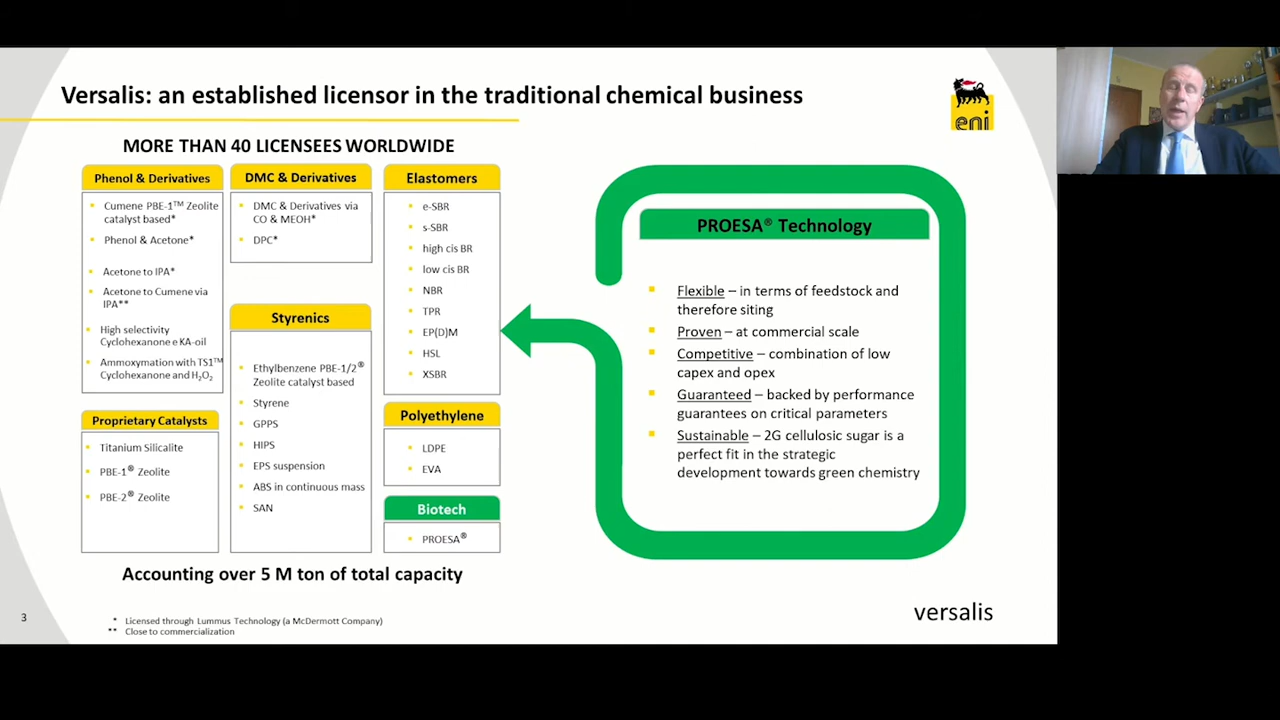 Versalis: an established licensor in the traditional chemical business
eni
MORE THAN 40 LICENSEES WORLDWIDE
Phenol & Derivatives
Cumene PBE-1™ Zeolite
catalyst based*
Phenol & Acetone*
Acetone to IPA*
Acetone to Cumene via
IPA**
High selectivity
Cyclohexanone e KA-oil
Ammoxymation with TS1™
Cyclohexanone and H₂O₂
Proprietary Catalysts
Titanium Silicalite
PBE-1® Zeolite
PBE-2® Zeolite
DMC & Derivatives
DMC & Derivatives via
CO & MEOH*
DPC*
Styrenics
Ethylbenzene PBE-1/2®
Zeolite catalyst based
Styrene
GPPS
HIPS
EPS suspension
ABS in continuous mass
SAN
Elastomers
e-SBR
s-SBR
high cis BR
low cis BR
NBR
TPR
EP(D)M
HSL
XSBR
Polyethylene
LDPE
EVA
Biotech
PROESA®
PROESA® Technology
Flexible – in terms of feedstock and
therefore siting
Proven – at commercial scale
Competitive – combination of low
capex and opex
Guaranteed – backed by performance
guarantees on critical parameters
Sustainable – 2G cellulosic sugar is a
perfect fit in the strategic
development towards green chemistry
Accounting over 5 M ton of total capacity
3
* Licensed through Lummus Technology (a McDermott Company)
** Close to commercialization
versalis